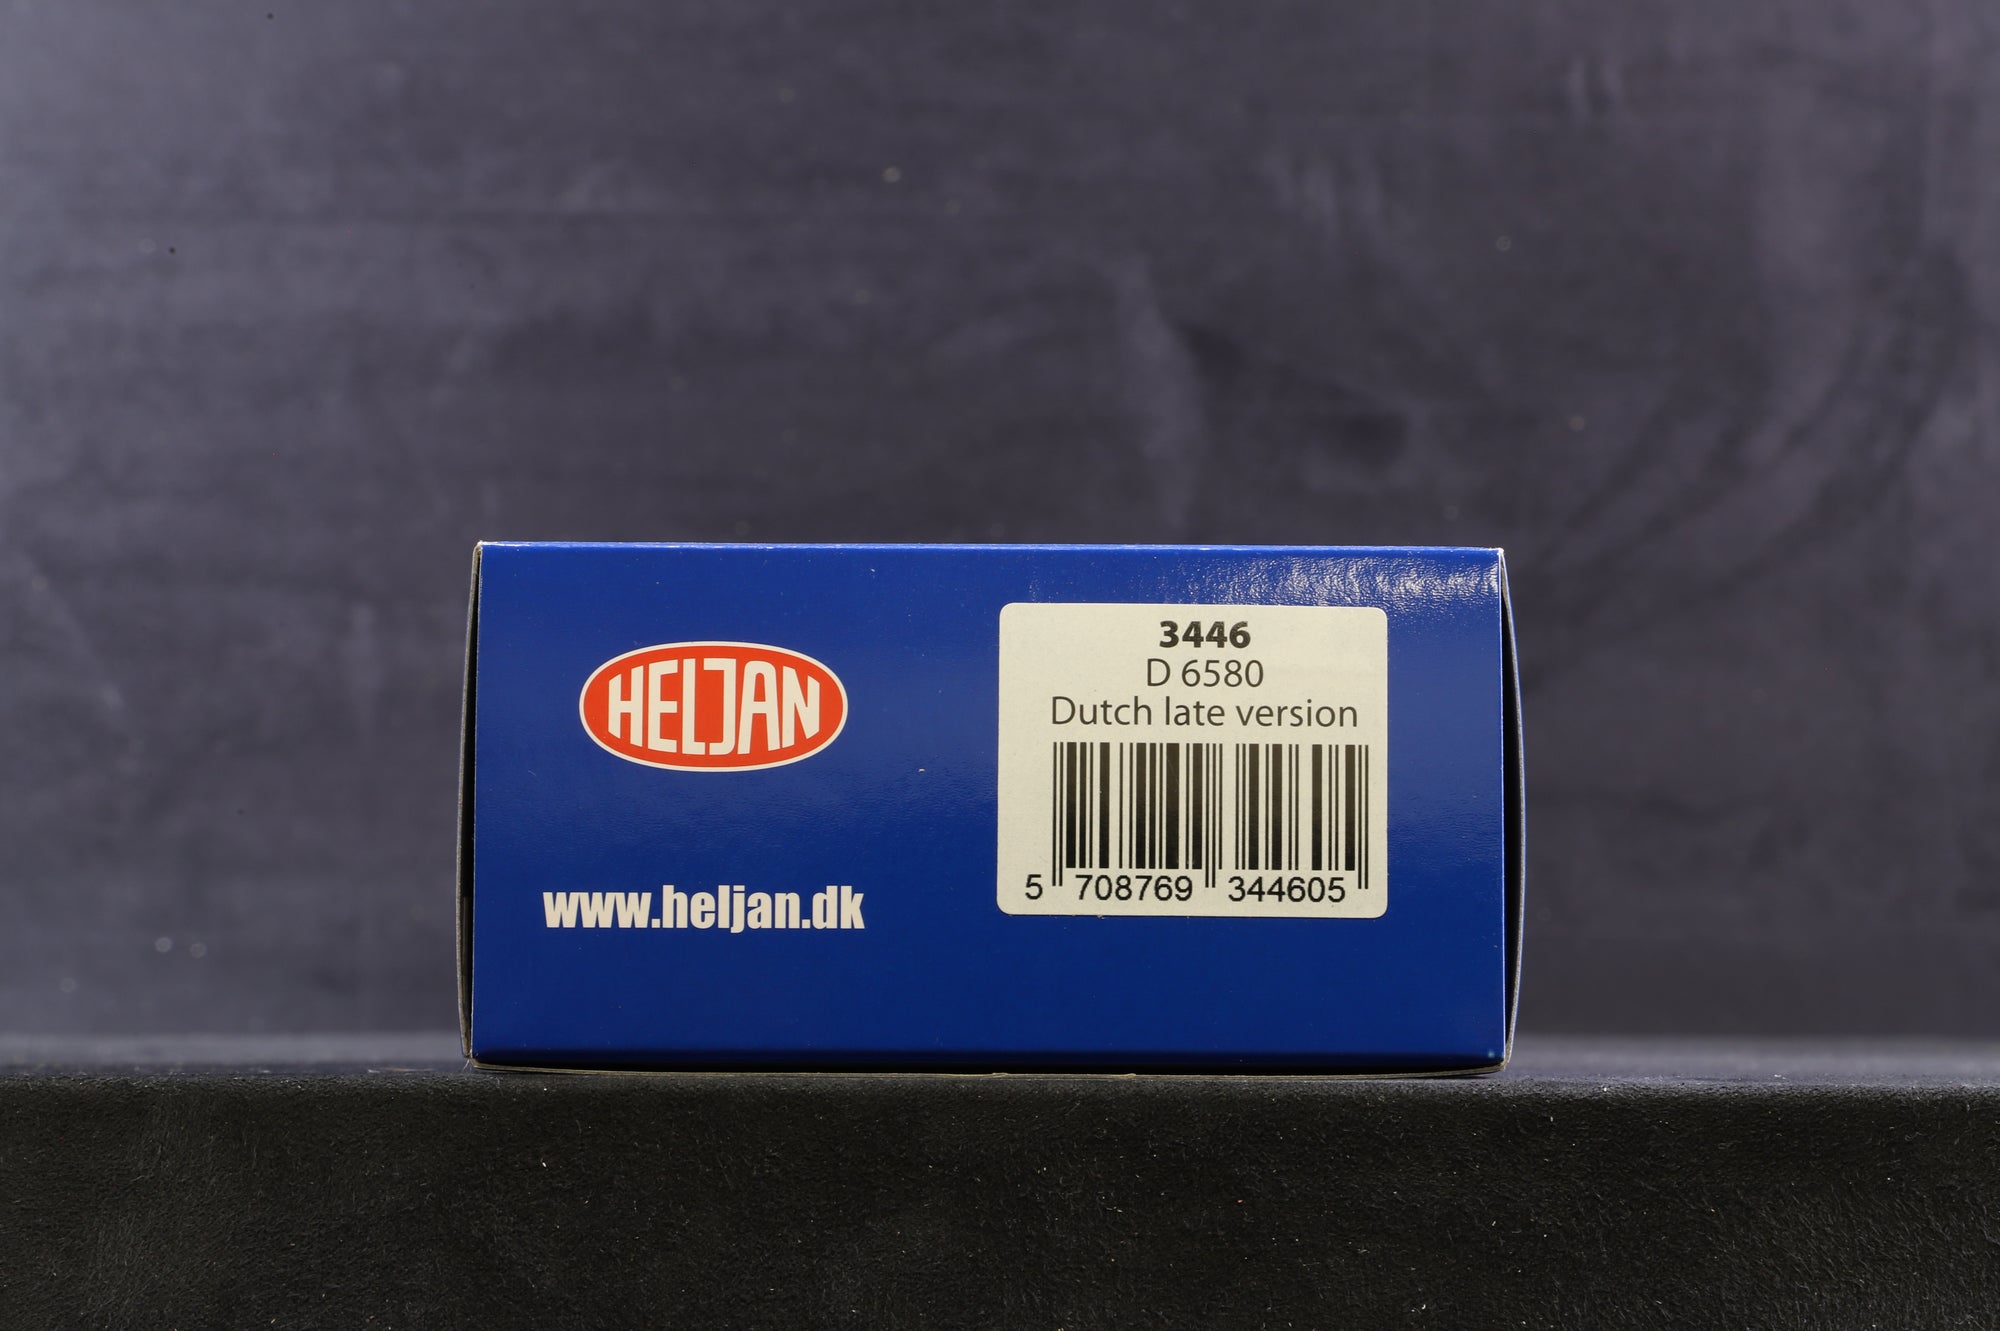 HELJAN
www.heljan.dk
3446
D 6580
Dutch late version
5 708769 344605